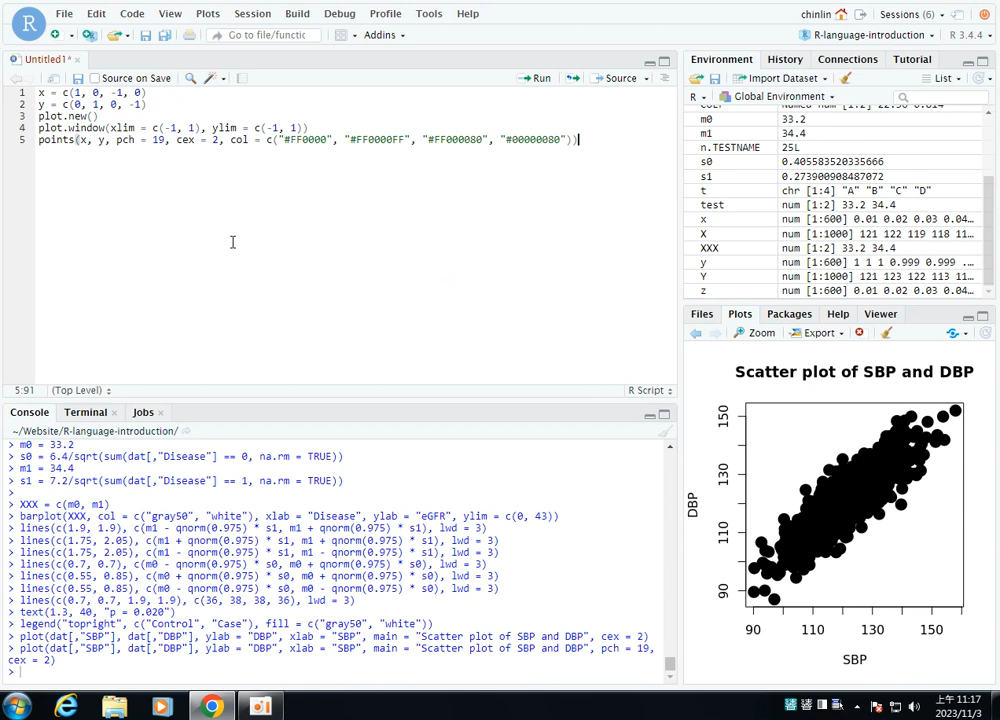 R File Edit Code View Plots Session Build Debug Profile Tools Help chinlin Sessions (6)
Go to file/functic Addins R-language-introduction R 3.4.4
Untitled1*
Source on Save Run Source
1 x = c(1, 0, -1, 0)
2 y = c(0, 1, 0, -1)
3 plot.new()
4 plot.window(xlim = c(-1, 1), ylim = c(-1, 1))
5 points(x, y, pch = 19, cex = 2, col = c("#FF0000", "#FF0000FF", "#FF000080", "#00000080"))
5:91 (Top Level) R Script
Console Terminal Jobs
~/Website/R-language-introduction/
> m0 = 33.2
> s0 = 6.4/sqrt(sum(dat[,"Disease"] == 0, na.rm = TRUE))
> m1 = 34.4
> s1 = 7.2/sqrt(sum(dat[,"Disease"] == 1, na.rm = TRUE))
>
> XXX = c(m0, m1)
> barplot(XXX, col = c("gray50", "white"), xlab = "Disease", ylab = "eGFR", ylim = c(0, 43))
> lines(c(1.9, 1.9), c(m1 - qnorm(0.975) * s1, m1 + qnorm(0.975) * s1), lwd = 3)
> lines(c(1.75, 2.05), c(m1 + qnorm(0.975) * s1, m1 + qnorm(0.975) * s1), lwd = 3)
> lines(c(1.75, 2.05), c(m1 - qnorm(0.975) * s1, m1 - qnorm(0.975) * s1), lwd = 3)
> lines(c(0.7, 0.7), c(m0 - qnorm(0.975) * s0, m0 + qnorm(0.975) * s0), lwd = 3)
> lines(c(0.55, 0.85), c(m0 + qnorm(0.975) * s0, m0 + qnorm(0.975) * s0), lwd = 3)
> lines(c(0.55, 0.85), c(m0 - qnorm(0.975) * s0, m0 - qnorm(0.975) * s0), lwd = 3)
> lines(c(0.7, 0.7, 1.9, 1.9), c(36, 38, 38, 36), lwd = 3)
> text(1.3, 40, "p = 0.020")
> legend("topright", c("Control", "Case"), fill = c("gray50", "white"))
> plot(dat[,"SBP"], dat[,"DBP"], ylab = "DBP", xlab = "SBP", main = "Scatter plot of SBP and DBP", cex = 2)
> plot(dat[,"SBP"], dat[,"DBP"], ylab = "DBP", xlab = "SBP", main = "Scatter plot of SBP and DBP", pch = 19,
cex = 2)
>
Environment History Connections Tutorial
Import Dataset List
R Global Environment
m0 33.2
m1 34.4
n.TESTNAME 25L
s0 0.405583520335666
s1 0.273900908487072
t chr [1:4] "A" "B" "C" "D"
test num [1:2] 33.2 34.4
x num [1:600] 0.01 0.02 0.03 0.04…
X num [1:1000] 121 122 119 118 11…
XXX num [1:2] 33.2 34.4
y num [1:600] 1 1 1 0.999 0.999 ...
Y num [1:1000] 121 123 122 113 11…
z num [1:600] 0.01 0.02 0.03 0.04…
Files Plots Packages Help Viewer
Zoom Export
Scatter plot of SBP and DBP
DBP
150
130
110
90
90 110 130 150
SBP
上午 11:17
2023/11/3